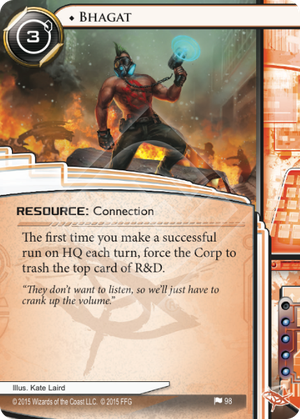 ⬥ Bhagat
3
RESOURCE: Connection
The first time you make a successful
run on HQ each turn, force the Corp to
trash the top card of R&D.
"They don't want to listen, so we'll just have to
crank up the volume."
Illus. Kate Laird
© 2015 Wizards of the Coast LLC. © 2015 FFG
98